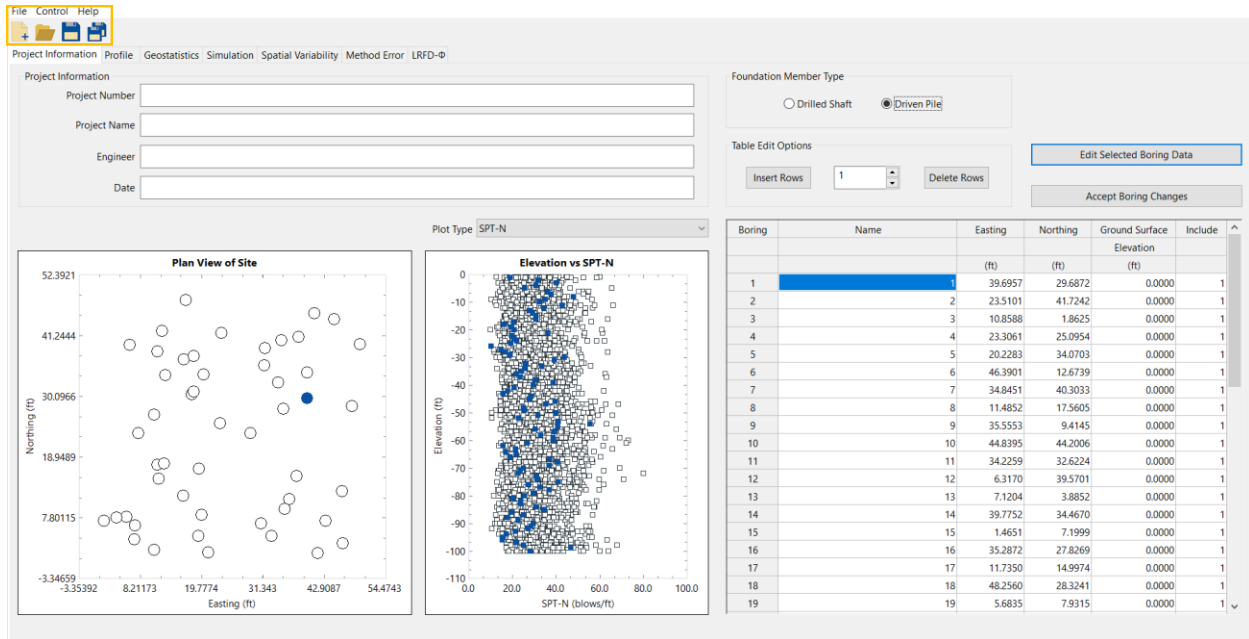 File Control Help
Project Information Profile Geostatistics Simulation Spatial Variability Method Error LRFD-Φ
Project Information
Project Number
Project Name
Engineer
Date
Foundation Member Type
Drilled Shaft Driven Pile
Table Edit Options
Insert Rows 1 Delete Rows
Edit Selected Boring Data
Accept Boring Changes
Plot Type SPT-N
Plan View of Site
52.3921
41.2444
30.0966
18.9489
7.80115
-3.34659
-3.35392 8.21173 19.7774 31.343 42.9087 54.4743
Northing (ft)
Easting (ft)
Elevation vs SPT-N
0
-10
-20
-30
-40
-50
-60
-70
-80
-90
-100
-110
0.0 20.0 40.0 60.0 80.0 100.0
Elevation (ft)
SPT-N (blows/ft)
Boring Name Easting Northing Ground Surface Include
Elevation
(ft) (ft) (ft)
1 1 39.6957 29.6872 0.0000 1
2 2 23.5101 41.7242 0.0000 1
3 3 10.8588 1.8625 0.0000 1
4 4 23.3061 25.0954 0.0000 1
5 5 20.2283 34.0703 0.0000 1
6 6 46.3901 12.6739 0.0000 1
7 7 34.8451 40.3033 0.0000 1
8 8 11.4852 17.5605 0.0000 1
9 9 35.5553 9.4145 0.0000 1
10 10 44.8395 44.2006 0.0000 1
11 11 34.2259 32.6224 0.0000 1
12 12 6.3170 39.5701 0.0000 1
13 13 7.1204 3.8852 0.0000 1
14 14 39.7752 34.4670 0.0000 1
15 15 1.4651 7.1999 0.0000 1
16 16 35.2872 27.8269 0.0000 1
17 17 11.7350 14.9974 0.0000 1
18 18 48.2560 28.3241 0.0000 1
19 19 5.6835 7.9315 0.0000 1